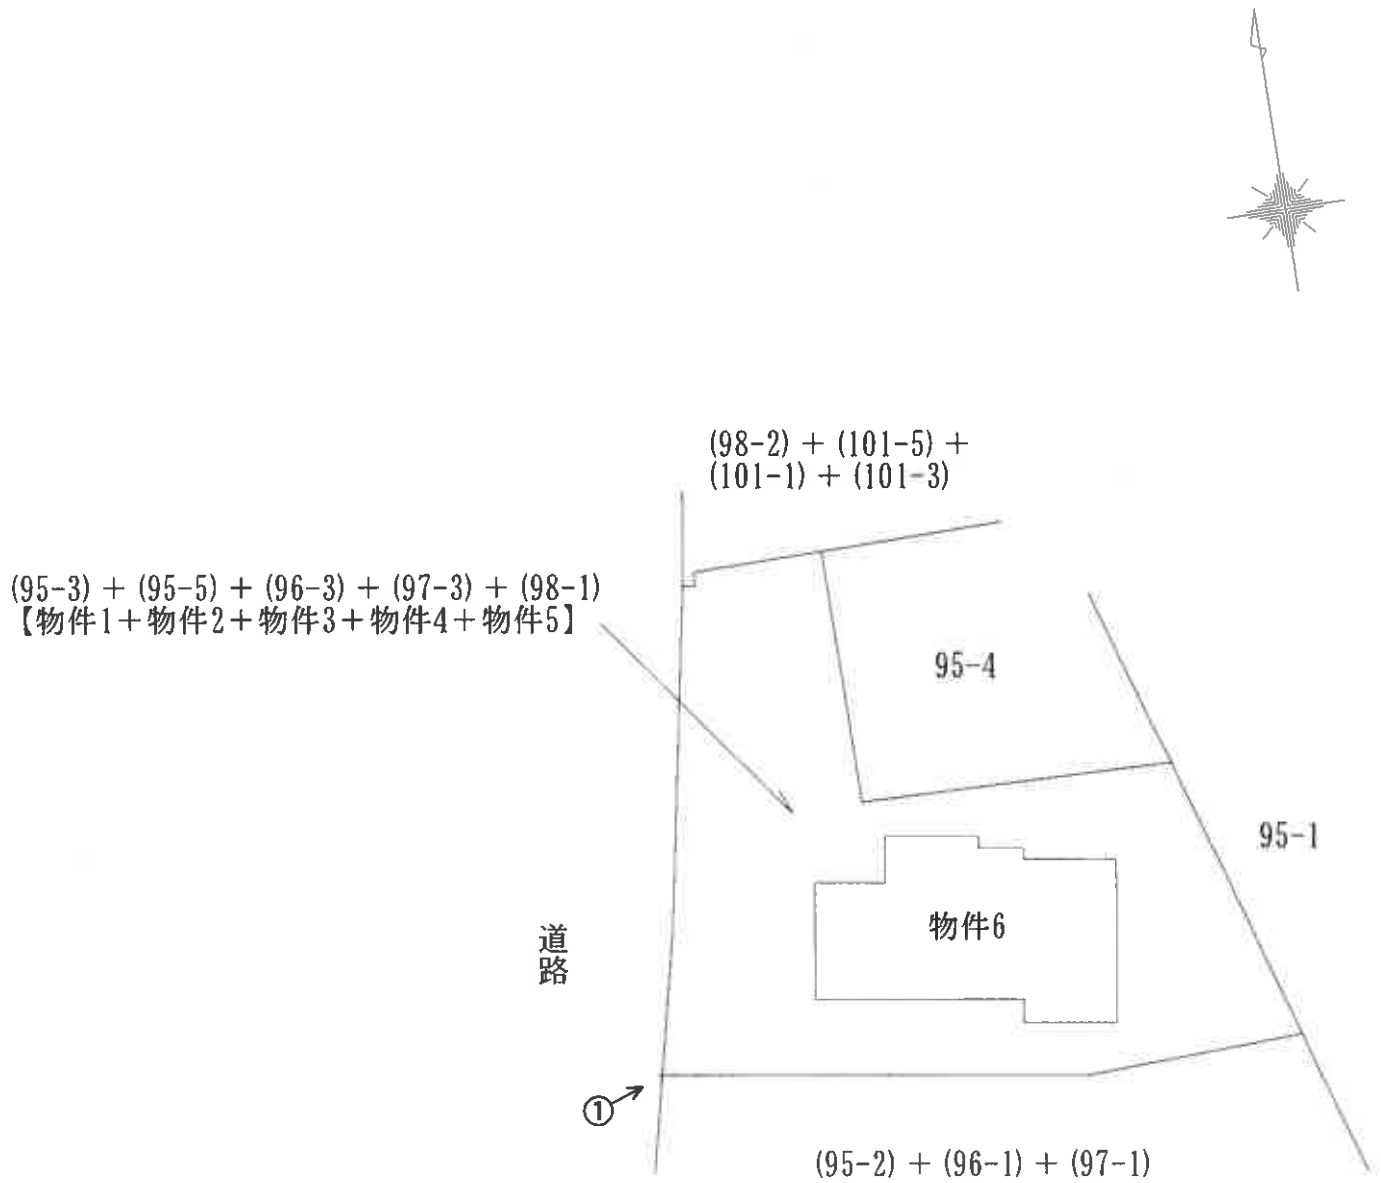 (98-2) + (101-5) +
(101-1) + (101-3)
(95-3) + (95-5) + (96-3) + (97-3) + (98-1)
【物件1＋物件2＋物件3＋物件4＋物件5】
95-4
95-1
物件6
道路
①
(95-2) + (96-1) + (97-1)